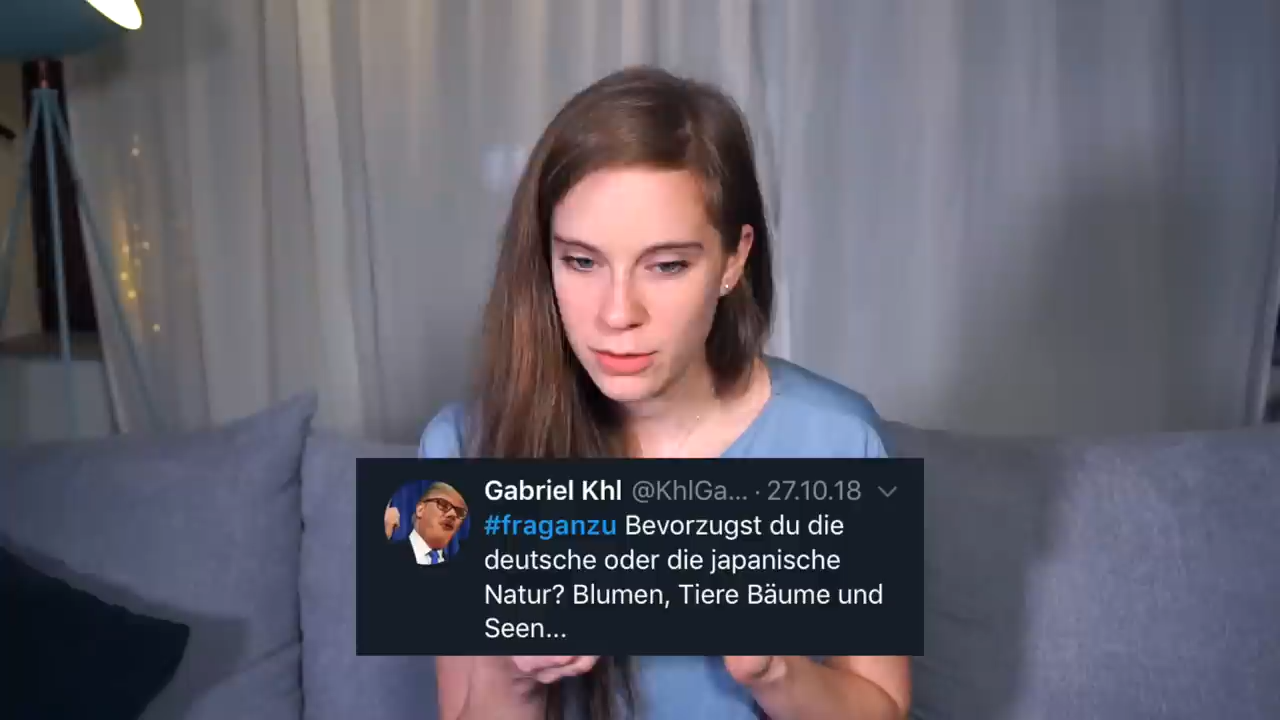 Gabriel Khl @KhlGa... · 27.10.18
#fraganzu Bevorzugst du die
deutsche oder die japanische
Natur? Blumen, Tiere Bäume und
Seen...